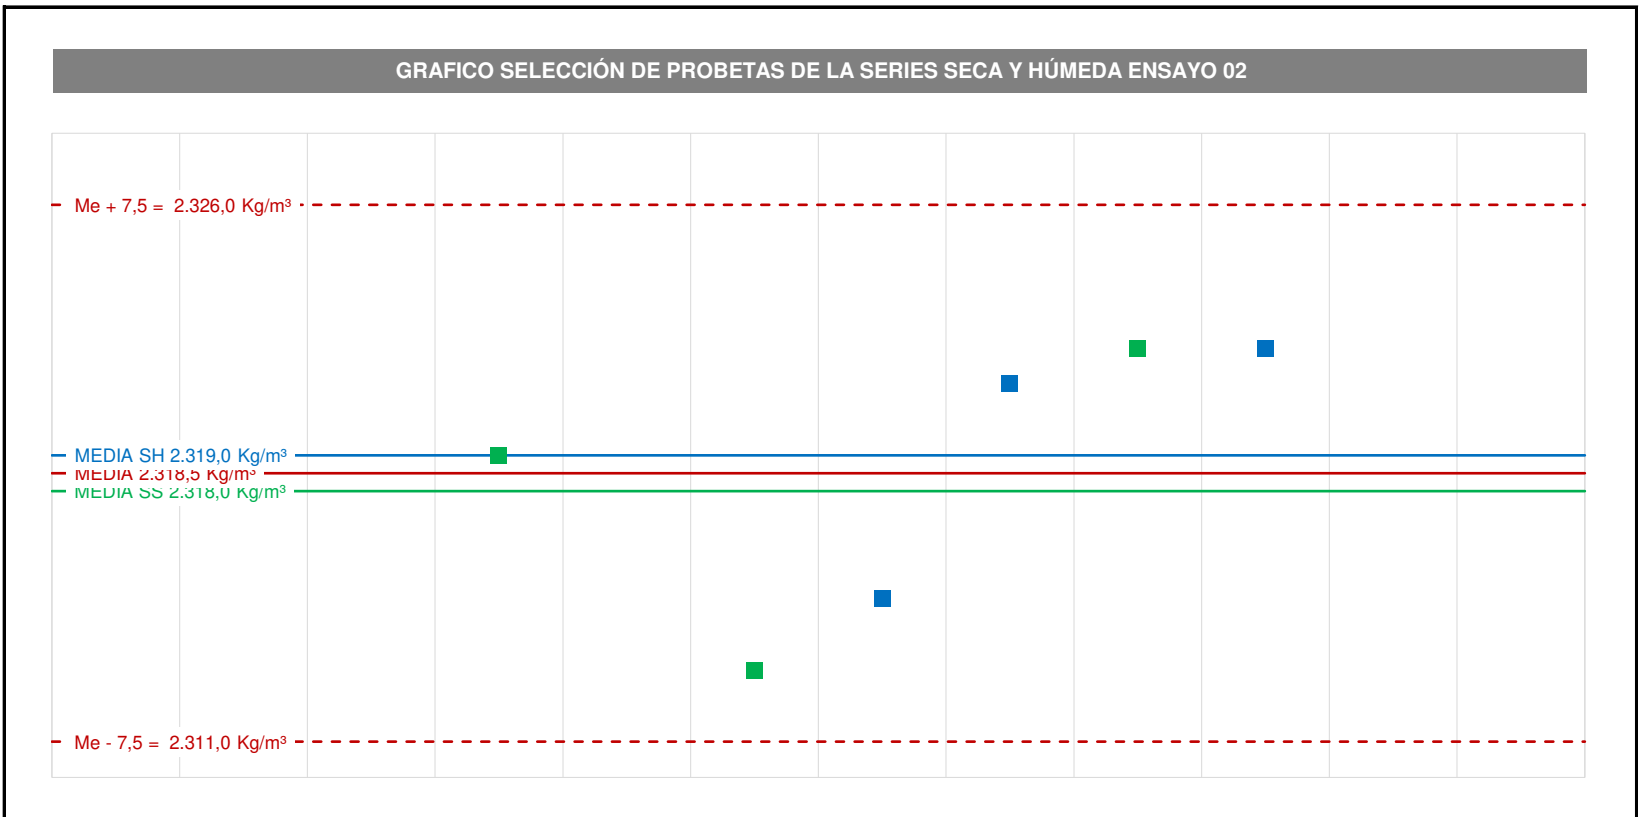 GRAFICO SELECCIÓN DE PROBETAS DE LA SERIES SECA Y HÚMEDA ENSAYO 02
Me + 7,5 = 2.326,0 Kg/m³
MEDIA SH 2.319,0 Kg/m³
MEDIA 2.318,5 Kg/m³
MEDIA SS 2.318,0 Kg/m³
Me - 7,5 = 2.311,0 Kg/m³